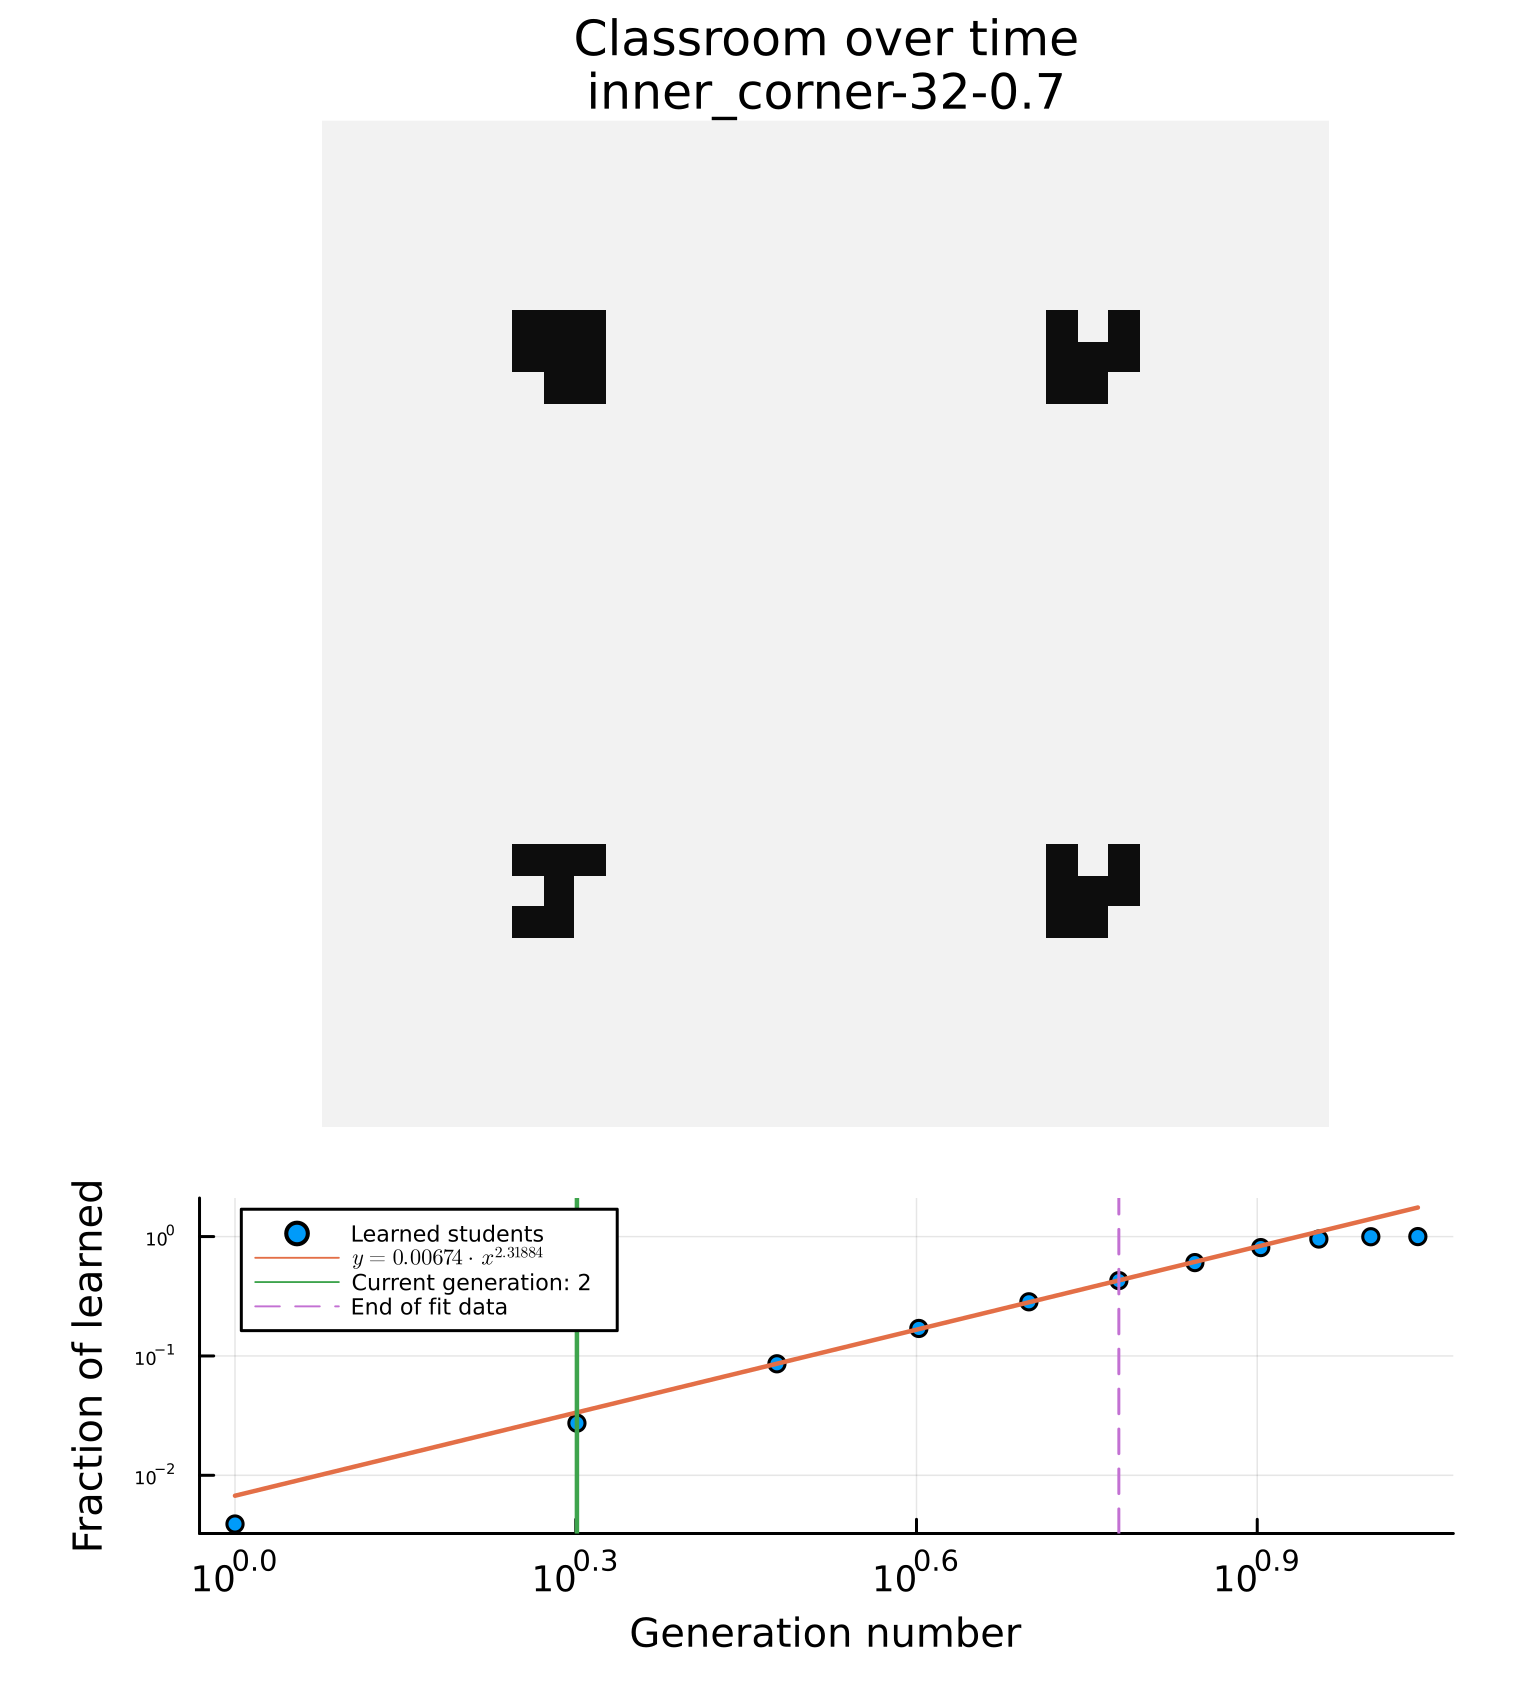 Classroom over time
inner_corner-32-0.7
Fraction of learned
10^0
10^-1
10^-2
Learned students
y = 0.00674 · x^2.31884
Current generation: 2
End of fit data
10^0.0
10^0.3
10^0.6
10^0.9
Generation number